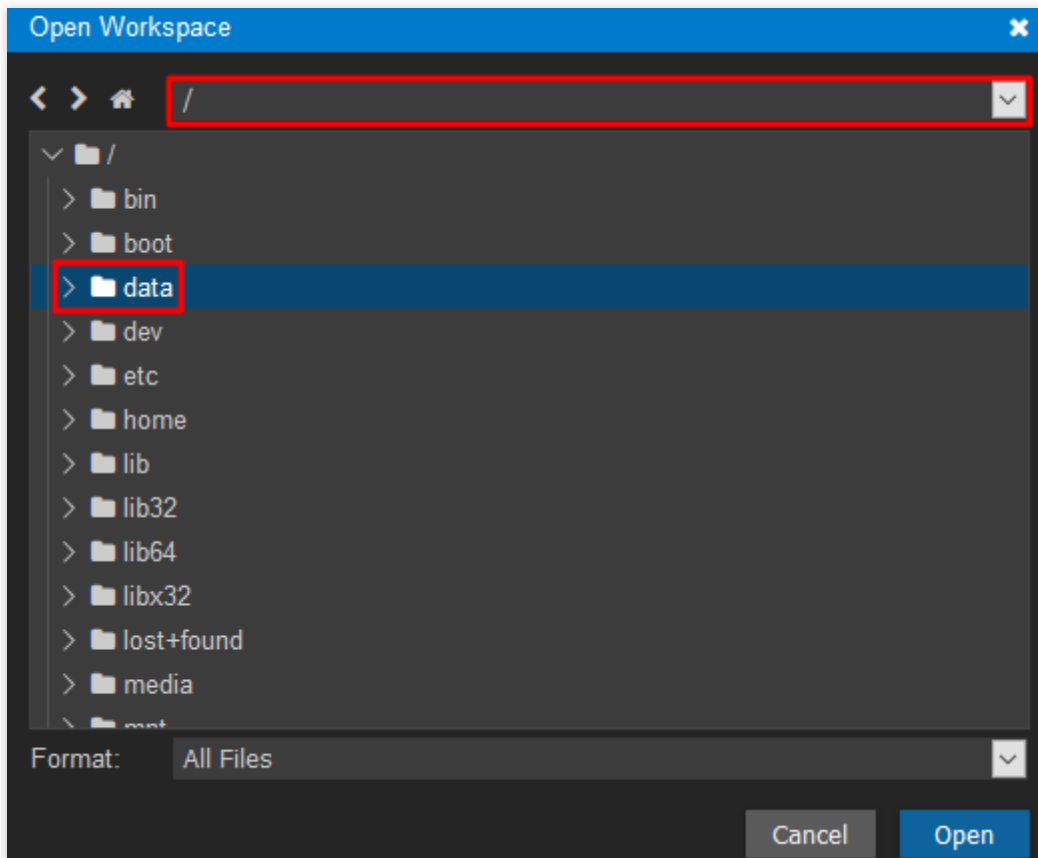 Open Workspace
/
/
bin
boot
data
dev
etc
home
lib
lib32
lib64
libx32
lost+found
media
mnt
Format: All Files
Cancel Open